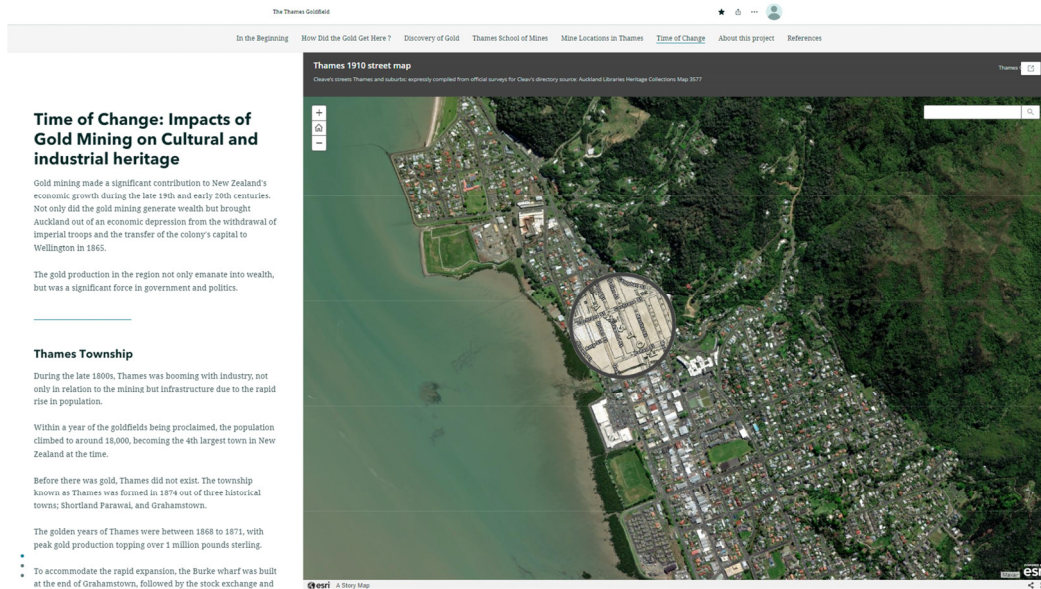 The Thames Goldfield
In the Beginning How Did the Gold Get Here ? Discovery of Gold Thames School of Mines Mine Locations in Thames Time of Change About this project References
Time of Change: Impacts of
Gold Mining on Cultural and
industrial heritage
Gold mining made a significant contribution to New Zealand's
economic growth during the late 19th and early 20th centuries.
Not only did the gold mining generate wealth but brought
Auckland out of an economic depression from the withdrawal of
imperial troops and the transfer of the colony's capital to
Wellington in 1865.
The gold production in the region not only emanate into wealth,
but was a significant force in government and politics.
Thames Township
During the late 1800s, Thames was booming with industry, not
only in relation to the mining but infrastructure due to the rapid
rise in population.
Within a year of the goldfields being proclaimed, the population
climbed to around 18,000, becoming the 4th largest town in New
Zealand at the time.
Before there was gold, Thames did not exist. The township
known as Thames was formed in 1874 out of three historical
towns; Shortland Parawai, and Grahamstown.
The golden years of Thames were between 1868 to 1871, with
peak gold production topping over 1 million pounds sterling.
To accommodate the rapid expansion, the Burke wharf was built
at the end of Grahamstown, followed by the stock exchange and
Thames 1910 street map
Cleave's streets Thames and suburbs: expressly compiled from official surveys for Cleav's directory source: Auckland Libraries Heritage Collections Map 3577
Thames
Maxar
esri
esri A Story Map